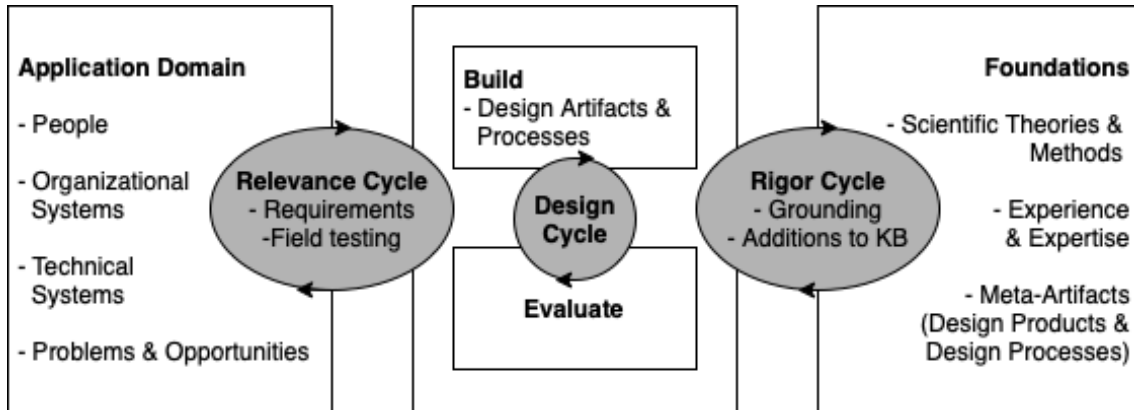 Application Domain
- People
- Organizational
Systems
- Technical
Systems
- Problems & Opportunities
Relevance Cycle
- Requirements
-Field testing
Build
- Design Artifacts &
Processes
Design
Cycle
Evaluate
Rigor Cycle
- Grounding
- Additions to KB
Foundations
- Scientific Theories &
Methods
- Experience
& Expertise
- Meta-Artifacts
(Design Products &
Design Processes)